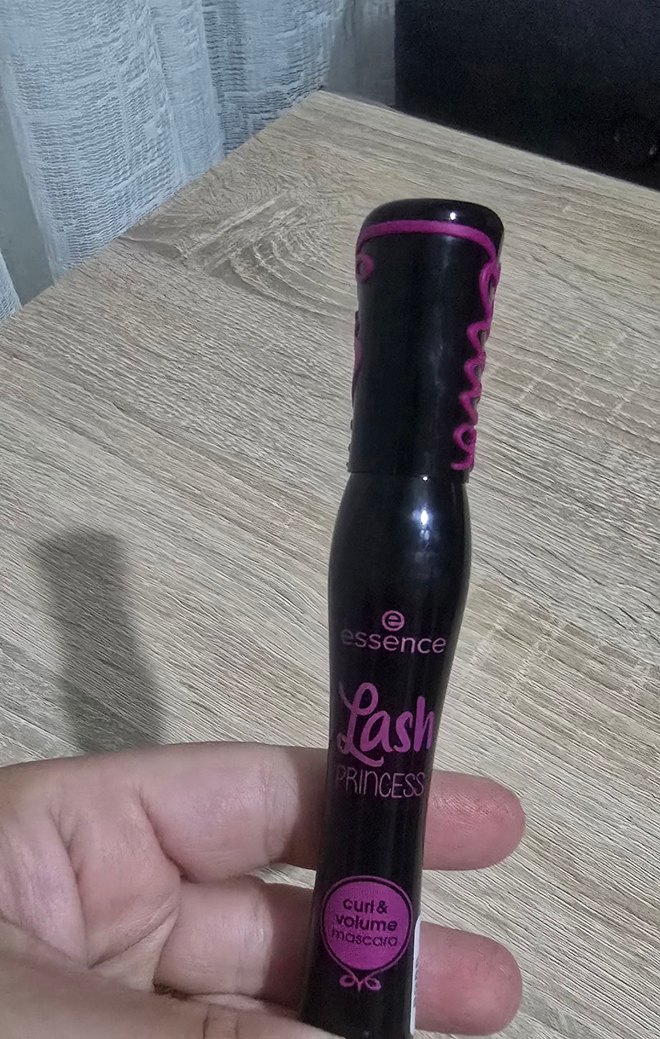 e
essence
Lash
PRINCESS
curl &
volume
mascara